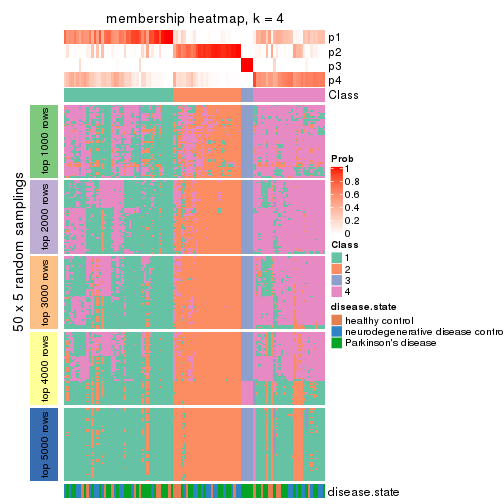 membership heatmap, k = 4
p1
p2
p3
p4
Class
50 x 5 random samplings
top 1000 rows
top 2000 rows
top 3000 rows
top 4000 rows
top 5000 rows
Prob
1
0.8
0.6
0.4
0.2
0
Class
1
2
3
4
disease.state
healthy control
neurodegenerative disease contro
Parkinson's disease
disease.state